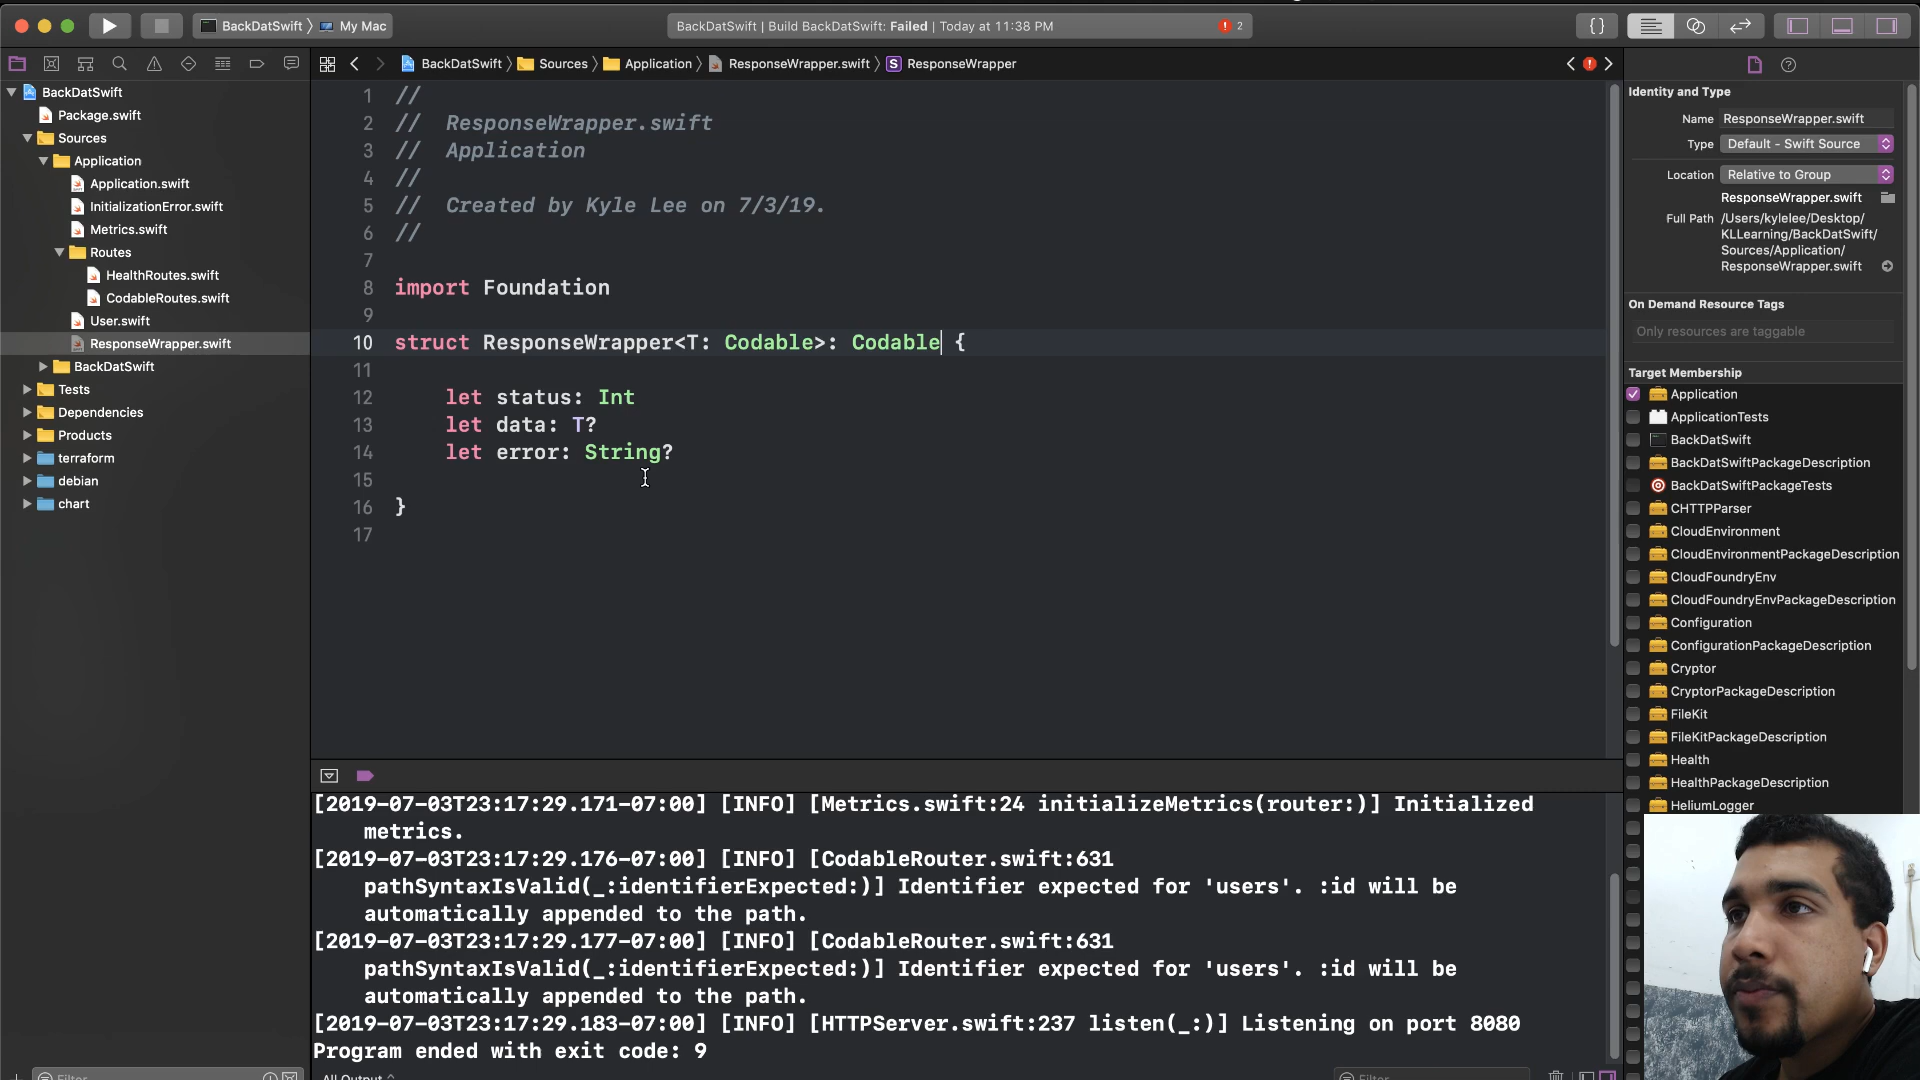 BackDatSwift
My Mac
BackDatSwift | Build BackDatSwift: Failed | Today at 11:38 PM
2
BackDatSwift
Sources
Application
ResponseWrapper.swift
S
ResponseWrapper
BackDatSwift
Package.swift
Sources
Application
Application.swift
InitializationError.swift
Metrics.swift
Routes
HealthRoutes.swift
CodableRoutes.swift
User.swift
ResponseWrapper.swift
BackDatSwift
Tests
Dependencies
Products
terraform
debian
chart
1 //
2 // ResponseWrapper.swift
3 // Application
4 //
5 // Created by Kyle Lee on 7/3/19.
6 //
7
8 import Foundation
9
10 struct ResponseWrapper<T: Codable>: Codable {
11
12 let status: Int
13 let data: T?
14 let error: String?
15
16 }
17
[2019-07-03T23:17:29.171-07:00] [INFO] [Metrics.swift:24 initializeMetrics(router:)] Initialized
metrics.
[2019-07-03T23:17:29.176-07:00] [INFO] [CodableRouter.swift:631
pathSyntaxIsValid(_:identifierExpected:)] Identifier expected for 'users'. :id will be
automatically appended to the path.
[2019-07-03T23:17:29.177-07:00] [INFO] [CodableRouter.swift:631
pathSyntaxIsValid(_:identifierExpected:)] Identifier expected for 'users'. :id will be
automatically appended to the path.
[2019-07-03T23:17:29.183-07:00] [INFO] [HTTPServer.swift:237 listen(_:)] Listening on port 8080
Program ended with exit code: 9
All Output
Filter
Filter
Identity and Type
Name ResponseWrapper.swift
Type Default - Swift Source
Location Relative to Group
ResponseWrapper.swift
Full Path /Users/kylelee/Desktop/
KLLearning/BackDatSwift/
Sources/Application/
ResponseWrapper.swift
On Demand Resource Tags
Only resources are taggable
Target Membership
Application
ApplicationTests
BackDatSwift
BackDatSwiftPackageDescription
BackDatSwiftPackageTests
CHTTPParser
CloudEnvironment
CloudEnvironmentPackageDescription
CloudFoundryEnv
CloudFoundryEnvPackageDescription
Configuration
ConfigurationPackageDescription
Cryptor
CryptorPackageDescription
FileKit
FileKitPackageDescription
Health
HealthPackageDescription
HeliumLogger